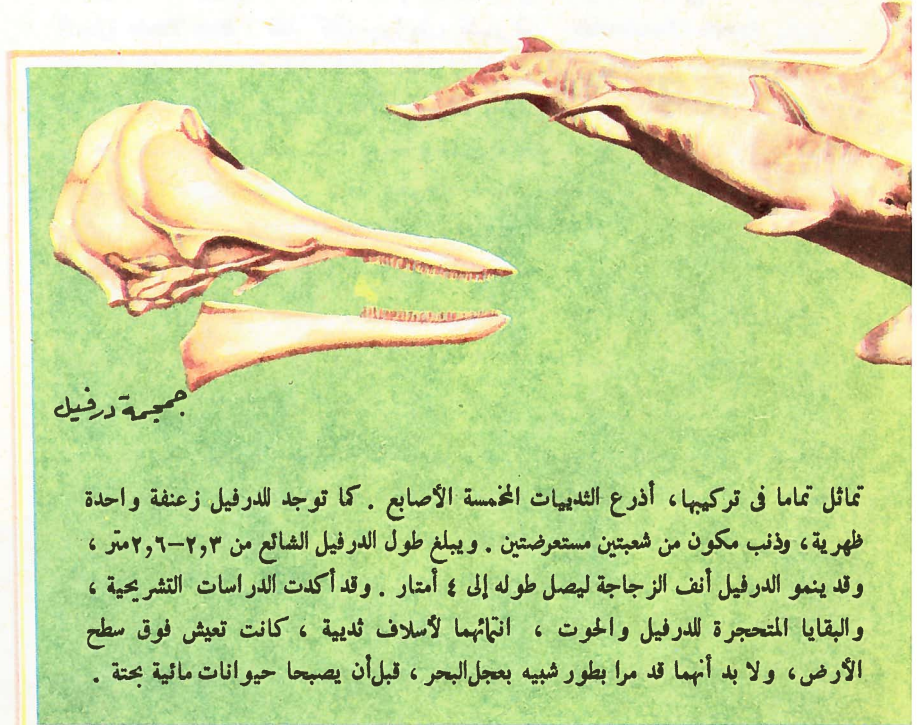 جمجمة درفيل
تماثل تماما فى تركيبها، أذرع الثدييات المخمسة الأصابع . كما توجد للدرفيل زعنفة واحدة
ظهرية، وذنب مكون من شعبتين مستعرضتين . ويبلغ طول الدرفيل الشائع من ٢,٣–٢,٦متر ،
وقد ينمو الدرفيل أنف الزجاجة ليصل طوله إلى ٤ أمتار . وقد أكدت الدراسات التشريحية ،
والبقايا المتحجرة للدرفيل والحوت ، انتمائهما لأسلاف ثديية ، كانت تعيش فوق سطح
الأرض، ولا بد أنهما قد مرا بطور شبيه بعجل البحر ، قبل أن يصبحا حيوانات مائية بحتة .